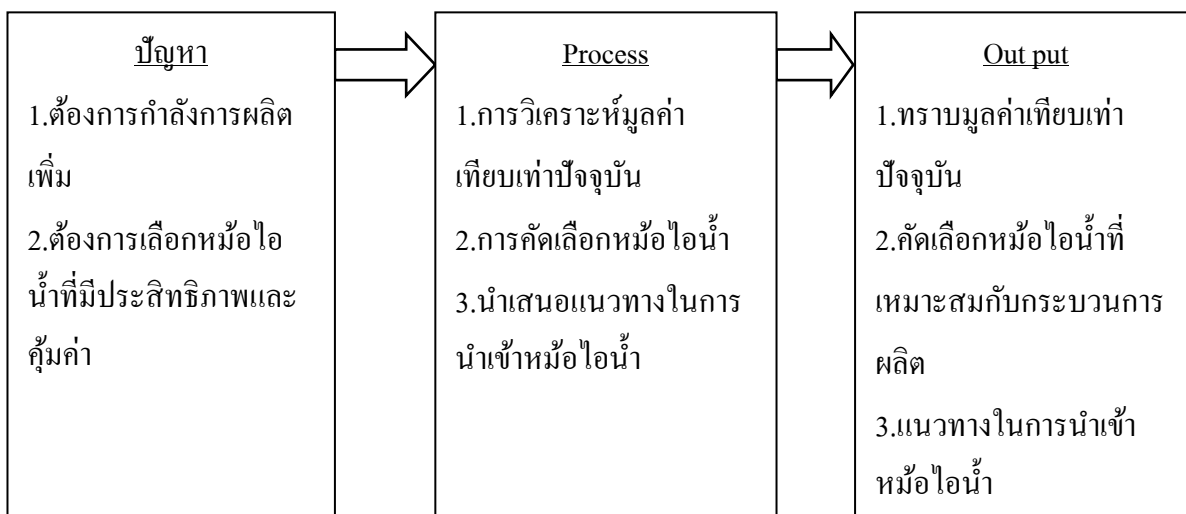 ปัญหา
1.ต้องการกำลังการผลิต
เพิ่ม
2.ต้องการเลือกหม้อไอ
น้ำที่มีประสิทธิภาพและ
คุ้มค่า
Process
1.การวิเคราะห์มูลค่า
เทียบเท่าปัจจุบัน
2.การคัดเลือกหม้อไอน้ำ
3.นำเสนอแนวทางในการ
นำเข้าหม้อไอน้ำ
Out put
1.ทราบมูลค่าเทียบเท่า
ปัจจุบัน
2.คัดเลือกหม้อไอน้ำที่
เหมาะสมกับกระบวนการ
ผลิต
3.แนวทางในการนำเข้า
หม้อไอน้ำ